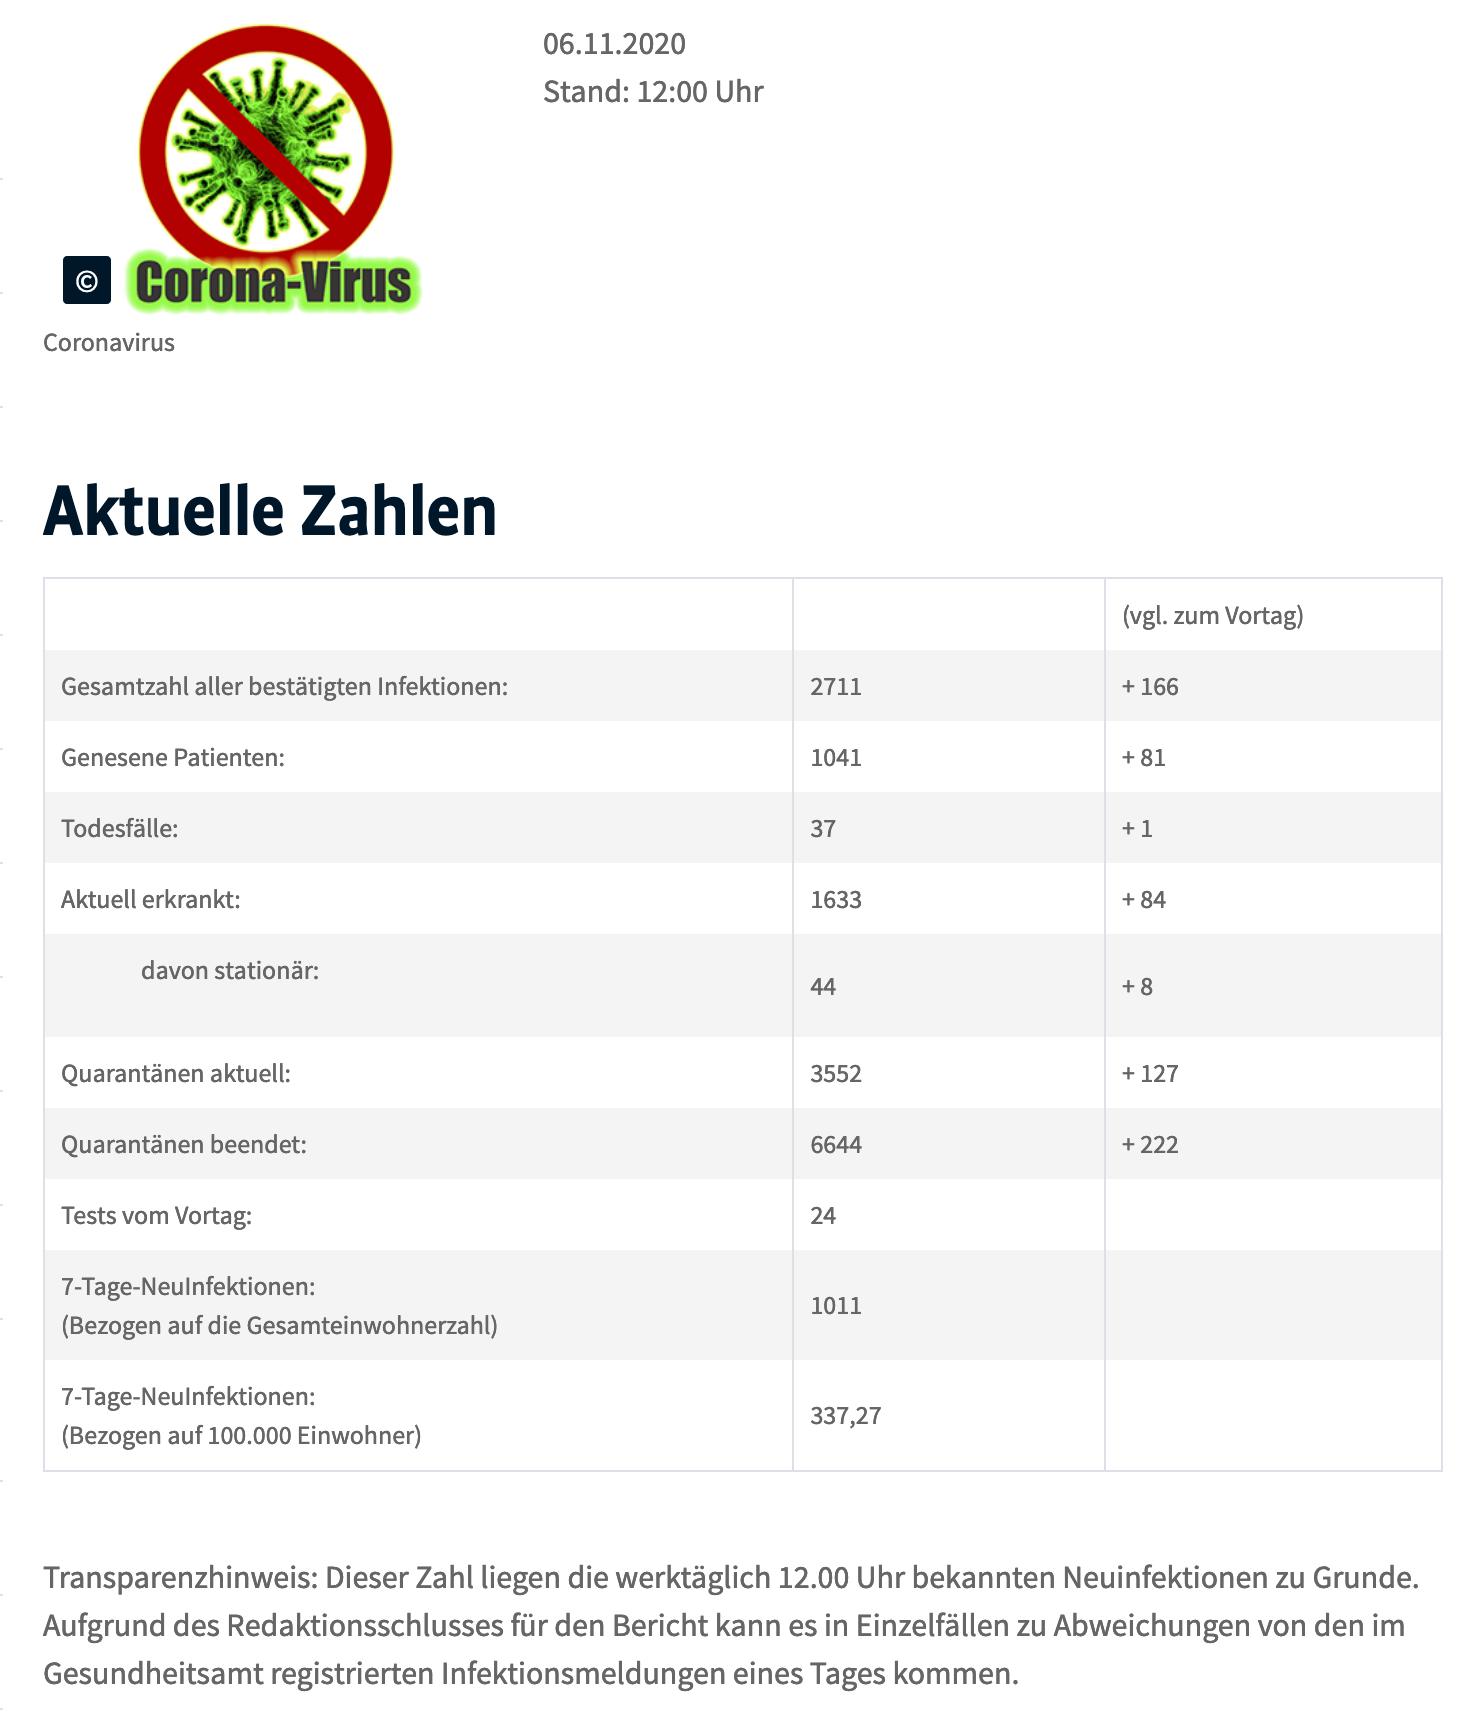 06.11.2020
Stand: 12:00 Uhr
©
Corona-Virus
Coronavirus
Aktuelle Zahlen
(vgl. zum Vortag)
Gesamtzahl aller bestätigten Infektionen: 2711 + 166
Genesene Patienten: 1041 + 81
Todesfälle: 37 + 1
Aktuell erkrankt: 1633 + 84
davon stationär: 44 + 8
Quarantänen aktuell: 3552 + 127
Quarantänen beendet: 6644 + 222
Tests vom Vortag: 24
7-Tage-NeuInfektionen:
(Bezogen auf die Gesamteinwohnerzahl) 1011
7-Tage-NeuInfektionen:
(Bezogen auf 100.000 Einwohner) 337,27
Transparenzhinweis: Dieser Zahl liegen die werktäglich 12.00 Uhr bekannten Neuinfektionen zu Grunde.
Aufgrund des Redaktionsschlusses für den Bericht kann es in Einzelfällen zu Abweichungen von den im
Gesundheitsamt registrierten Infektionsmeldungen eines Tages kommen.